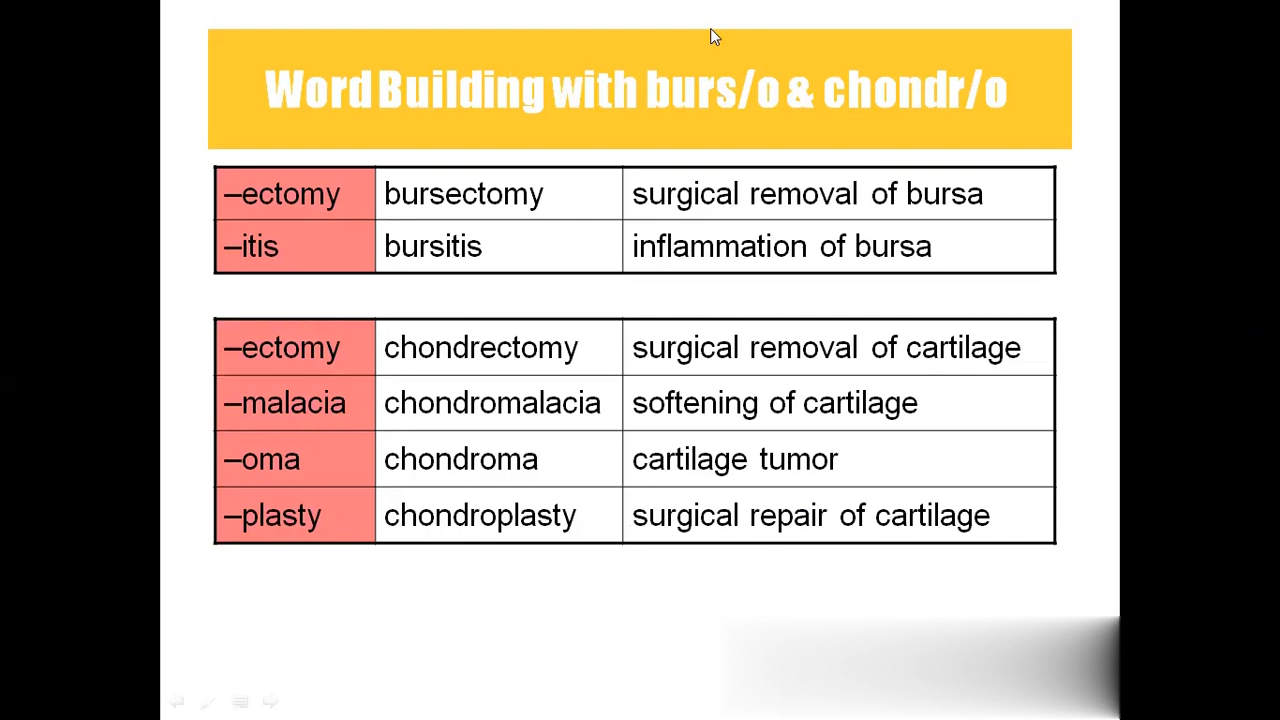 Word Building with burs/o & chondr/o
–ectomy bursectomy surgical removal of bursa
–itis bursitis inflammation of bursa
–ectomy chondrectomy surgical removal of cartilage
–malacia chondromalacia softening of cartilage
–oma chondroma cartilage tumor
–plasty chondroplasty surgical repair of cartilage